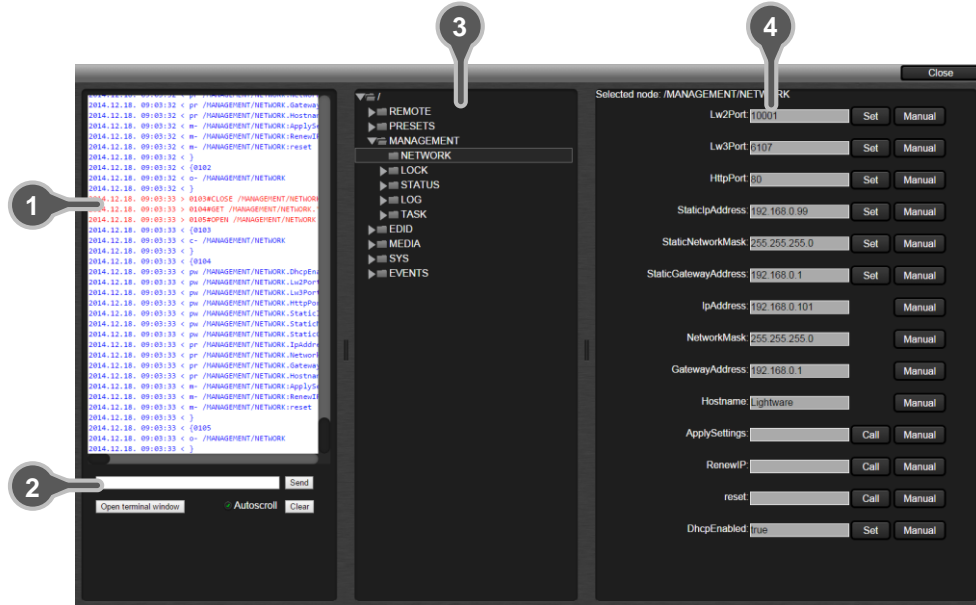 3
4
Close
1
2014.12.18. 09:03:32 < pr /MANAGEMENT/NETWORK.Gateway
2014.12.18. 09:03:32 < pr /MANAGEMENT/NETWORK.Hostnam
2014.12.18. 09:03:32 < m- /MANAGEMENT/NETWORK:ApplySe
2014.12.18. 09:03:32 < m- /MANAGEMENT/NETWORK:RenewIP
2014.12.18. 09:03:32 < m- /MANAGEMENT/NETWORK:reset
2014.12.18. 09:03:32 < }
2014.12.18. 09:03:32 < {0102
2014.12.18. 09:03:32 < o- /MANAGEMENT/NETWORK
2014.12.18. 09:03:32 < }
2014.12.18. 09:03:33 > 0103#CLOSE /MANAGEMENT/NETWORK
2014.12.18. 09:03:33 > 0104#GET /MANAGEMENT/NETWORK.
2014.12.18. 09:03:33 > 0105#OPEN /MANAGEMENT/NETWORK
2014.12.18. 09:03:33 < {0103
2014.12.18. 09:03:33 < c- /MANAGEMENT/NETWORK
2014.12.18. 09:03:33 < }
2014.12.18. 09:03:33 < {0104
2014.12.18. 09:03:33 < pw /MANAGEMENT/NETWORK.DhcpEna
2014.12.18. 09:03:33 < pw /MANAGEMENT/NETWORK.Lw2Port
2014.12.18. 09:03:33 < pw /MANAGEMENT/NETWORK.Lw3Port
2014.12.18. 09:03:33 < pw /MANAGEMENT/NETWORK.HttpPor
2014.12.18. 09:03:33 < pw /MANAGEMENT/NETWORK.StaticI
2014.12.18. 09:03:33 < pw /MANAGEMENT/NETWORK.StaticN
2014.12.18. 09:03:33 < pw /MANAGEMENT/NETWORK.StaticG
2014.12.18. 09:03:33 < pr /MANAGEMENT/NETWORK.IpAddre
2014.12.18. 09:03:33 < pr /MANAGEMENT/NETWORK.Network
2014.12.18. 09:03:33 < pr /MANAGEMENT/NETWORK.Gateway
2014.12.18. 09:03:33 < pr /MANAGEMENT/NETWORK.Hostnam
2014.12.18. 09:03:33 < m- /MANAGEMENT/NETWORK:ApplySe
2014.12.18. 09:03:33 < m- /MANAGEMENT/NETWORK:RenewIP
2014.12.18. 09:03:33 < m- /MANAGEMENT/NETWORK:reset
2014.12.18. 09:03:33 < }
2014.12.18. 09:03:33 < {0105
2014.12.18. 09:03:33 < o- /MANAGEMENT/NETWORK
2014.12.18. 09:03:33 < }
2
Send
Open terminal window Autoscroll Clear
/
REMOTE
PRESETS
MANAGEMENT
NETWORK
LOCK
STATUS
LOG
TASK
EDID
MEDIA
SYS
EVENTS
Selected node: /MANAGEMENT/NETWORK
Lw2Port: 10001 Set Manual
Lw3Port: 6107 Set Manual
HttpPort: 80 Set Manual
StaticIpAddress: 192.168.0.99 Set Manual
StaticNetworkMask: 255.255.255.0 Set Manual
StaticGatewayAddress: 192.168.0.1 Set Manual
IpAddress: 192.168.0.101 Manual
NetworkMask: 255.255.255.0 Manual
GatewayAddress: 192.168.0.1 Manual
Hostname: Lightware Manual
ApplySettings: Call Manual
RenewIP: Call Manual
reset: Call Manual
DhcpEnabled: true Set Manual